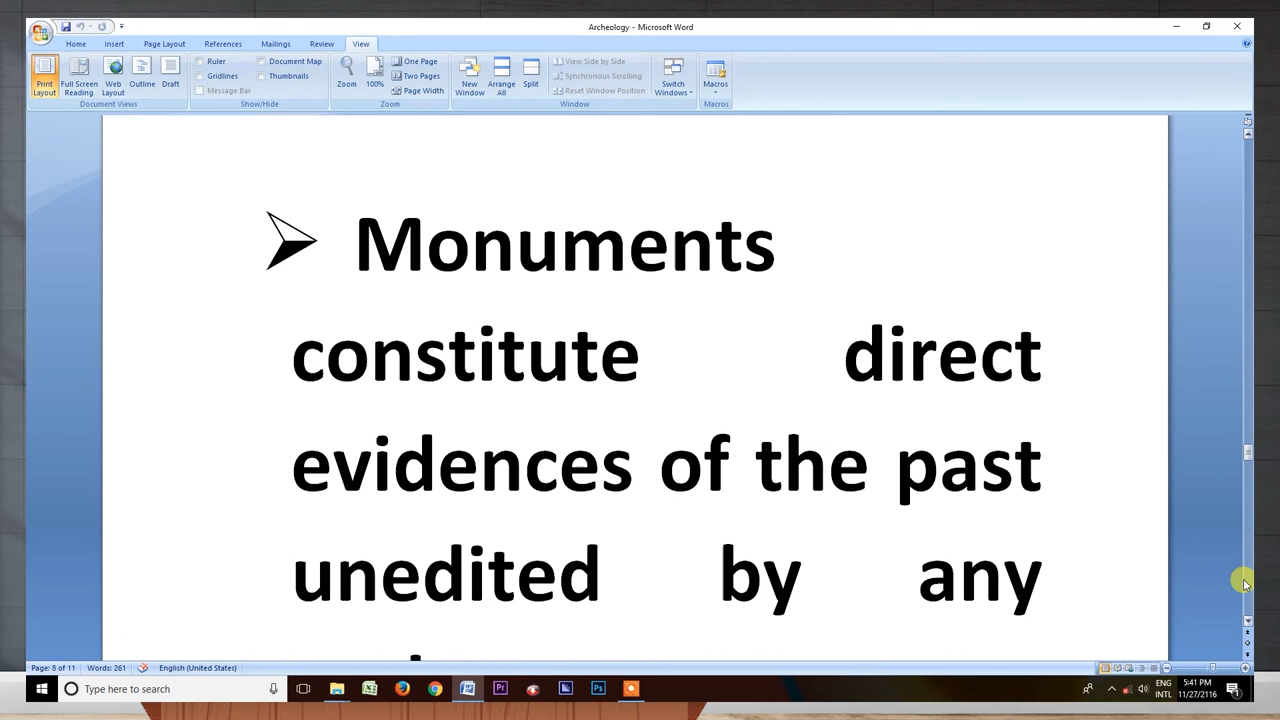 Archeology - Microsoft Word
Home Insert Page Layout References Mailings Review View
Ruler Document Map One Page View Side by Side
Gridlines Thumbnails Two Pages Synchronous Scrolling
Message Bar Page Width Reset Window Position
Print Layout Full Screen Reading Web Layout Outline Draft Zoom 100% New Window Arrange All Split Switch Windows Macros
Document Views Show/Hide Zoom Window Macros
➢ Monuments
constitute direct
evidences of the past
unedited by any
Page: 8 of 11 Words: 261 English (United States)
Type here to search
ENG 5:41 PM
INTL 11/27/2116